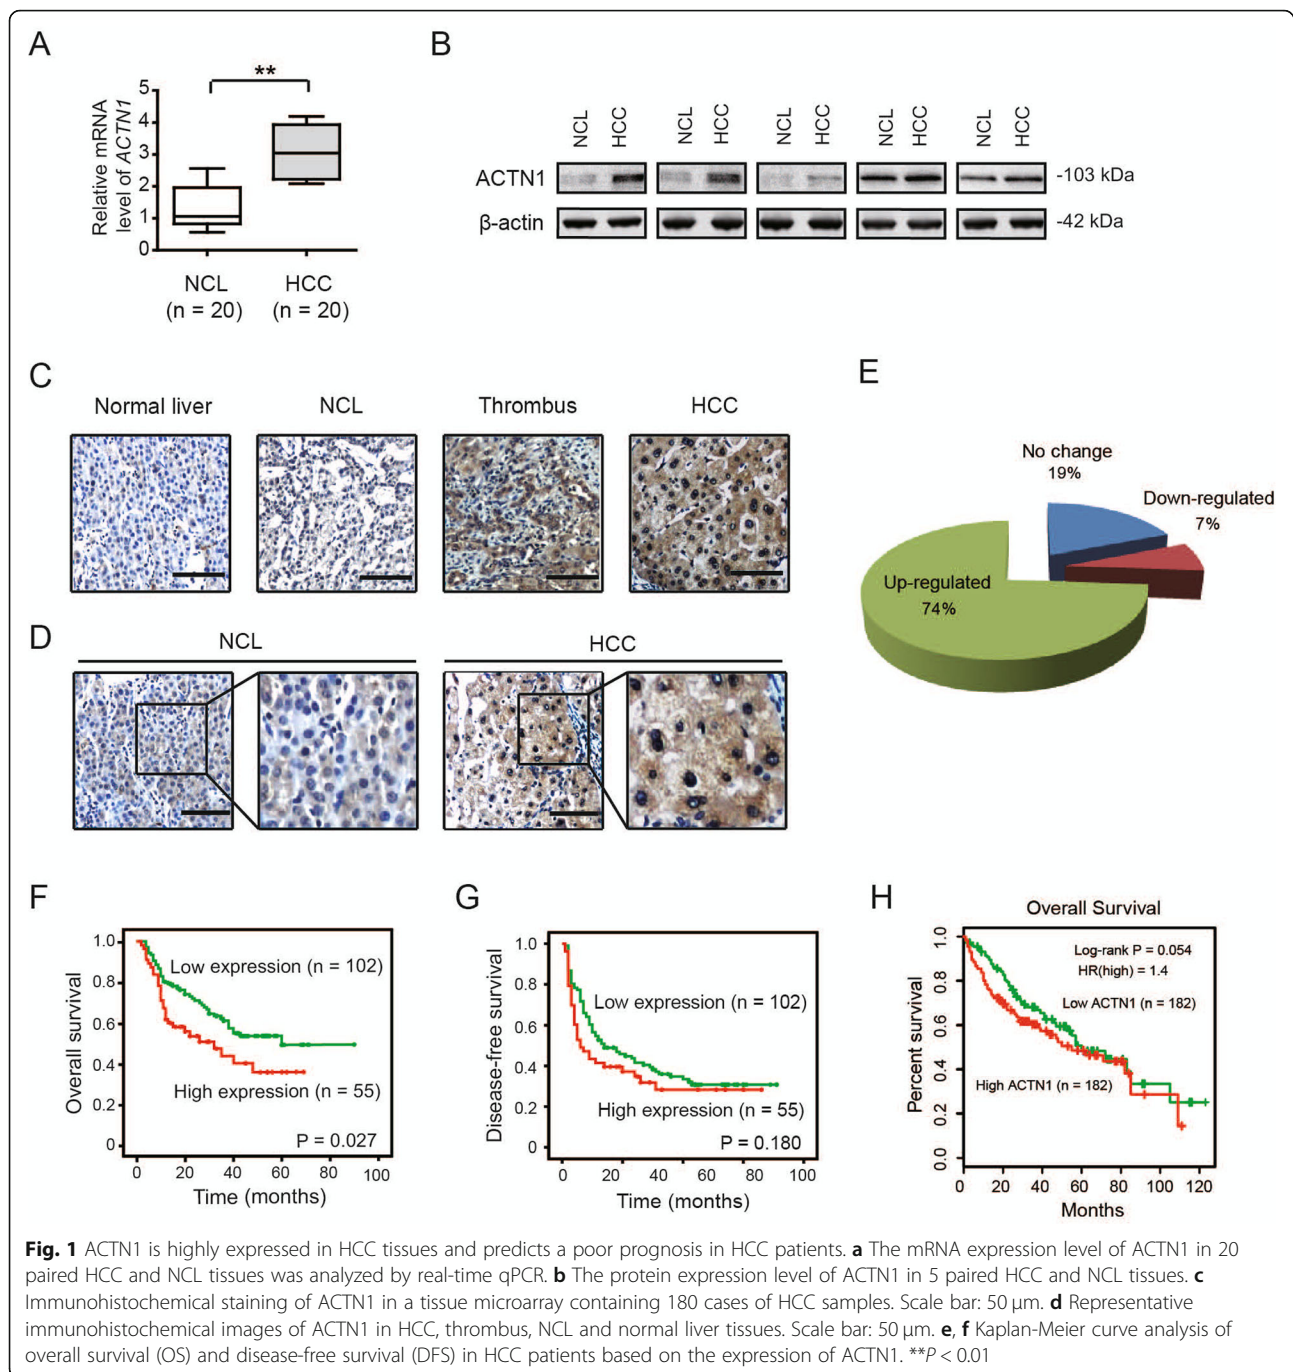 A
**
Relative mRNA
level of ACTN1
5
4
3
2
1
0
NCL
(n = 20)
HCC
(n = 20)
B
NCL
HCC
NCL
HCC
NCL
HCC
NCL
HCC
NCL
HCC
ACTN1
-103 kDa
β-actin
-42 kDa
C
Normal liver
NCL
Thrombus
HCC
D
NCL
HCC
E
No change
19%
Down-regulated
7%
Up-regulated
74%
F
Overall survival
1.0
0.8
0.6
0.4
0.2
0
Low expression (n = 102)
High expression (n = 55)
P = 0.027
0 20 40 60 80 100
Time (months)
G
Disease-free survival
1.0
0.8
0.6
0.4
0.2
0
Low expression (n = 102)
High expression (n = 55)
P = 0.180
0 20 40 60 80 100
Time (months)
H
Overall Survival
Percent survival
1.0
0.8
0.6
0.4
0.2
0.0
Log-rank P = 0.054
HR(high) = 1.4
Low ACTN1 (n = 182)
High ACTN1 (n = 182)
0 20 40 60 80 100 120
Months
Fig. 1 ACTN1 is highly expressed in HCC tissues and predicts a poor prognosis in HCC patients. a The mRNA expression level of ACTN1 in 20
paired HCC and NCL tissues was analyzed by real-time qPCR. b The protein expression level of ACTN1 in 5 paired HCC and NCL tissues. c
Immunohistochemical staining of ACTN1 in a tissue microarray containing 180 cases of HCC samples. Scale bar: 50 μm. d Representative
immunohistochemical images of ACTN1 in HCC, thrombus, NCL and normal liver tissues. Scale bar: 50 μm. e, f Kaplan-Meier curve analysis of
overall survival (OS) and disease-free survival (DFS) in HCC patients based on the expression of ACTN1. **P < 0.01